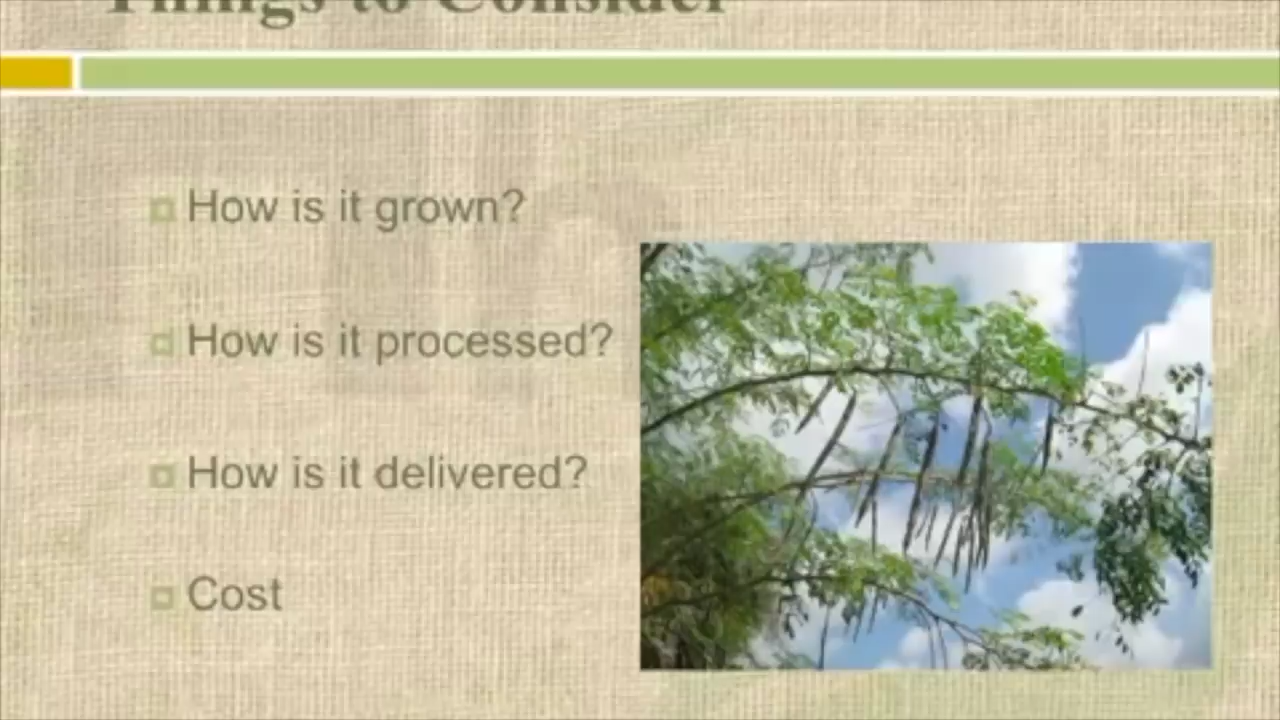 Things to Consider
How is it grown?
How is it processed?
How is it delivered?
Cost